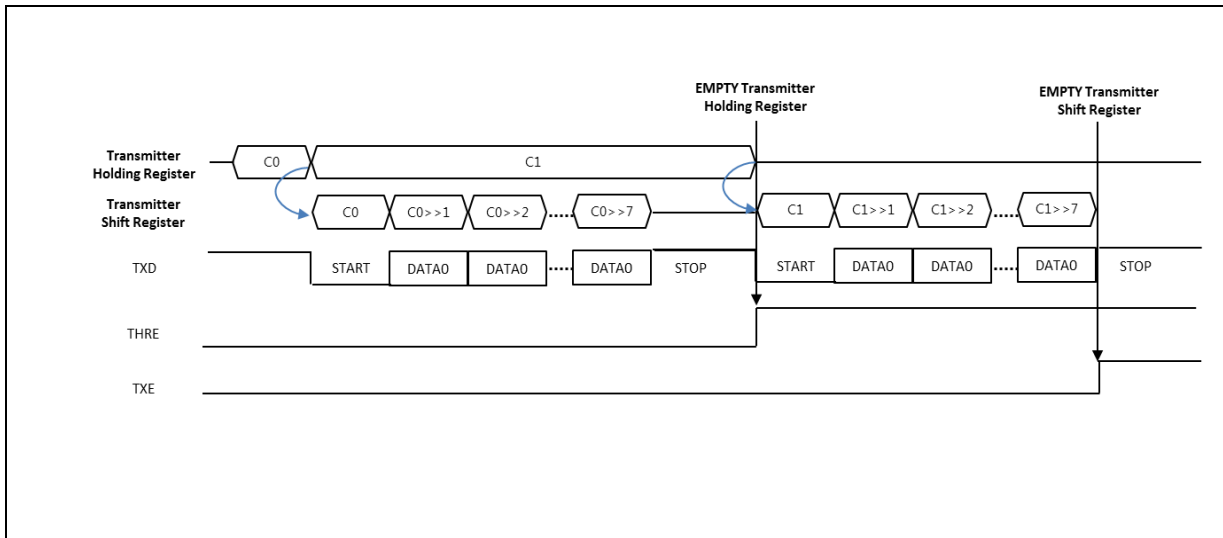 EMPTY Transmitter
Holding Register
EMPTY Transmitter
Shift Register
Transmitter
Holding Register
C0
C1
Transmitter
Shift Register
C0
C0>>1
C0>>2
......
C0>>7
C1
C1>>1
C1>>2
......
C1>>7
TXD
START
DATA0
DATA0
......
DATA0
STOP
START
DATA0
DATA0
......
DATA0
STOP
THRE
TXE